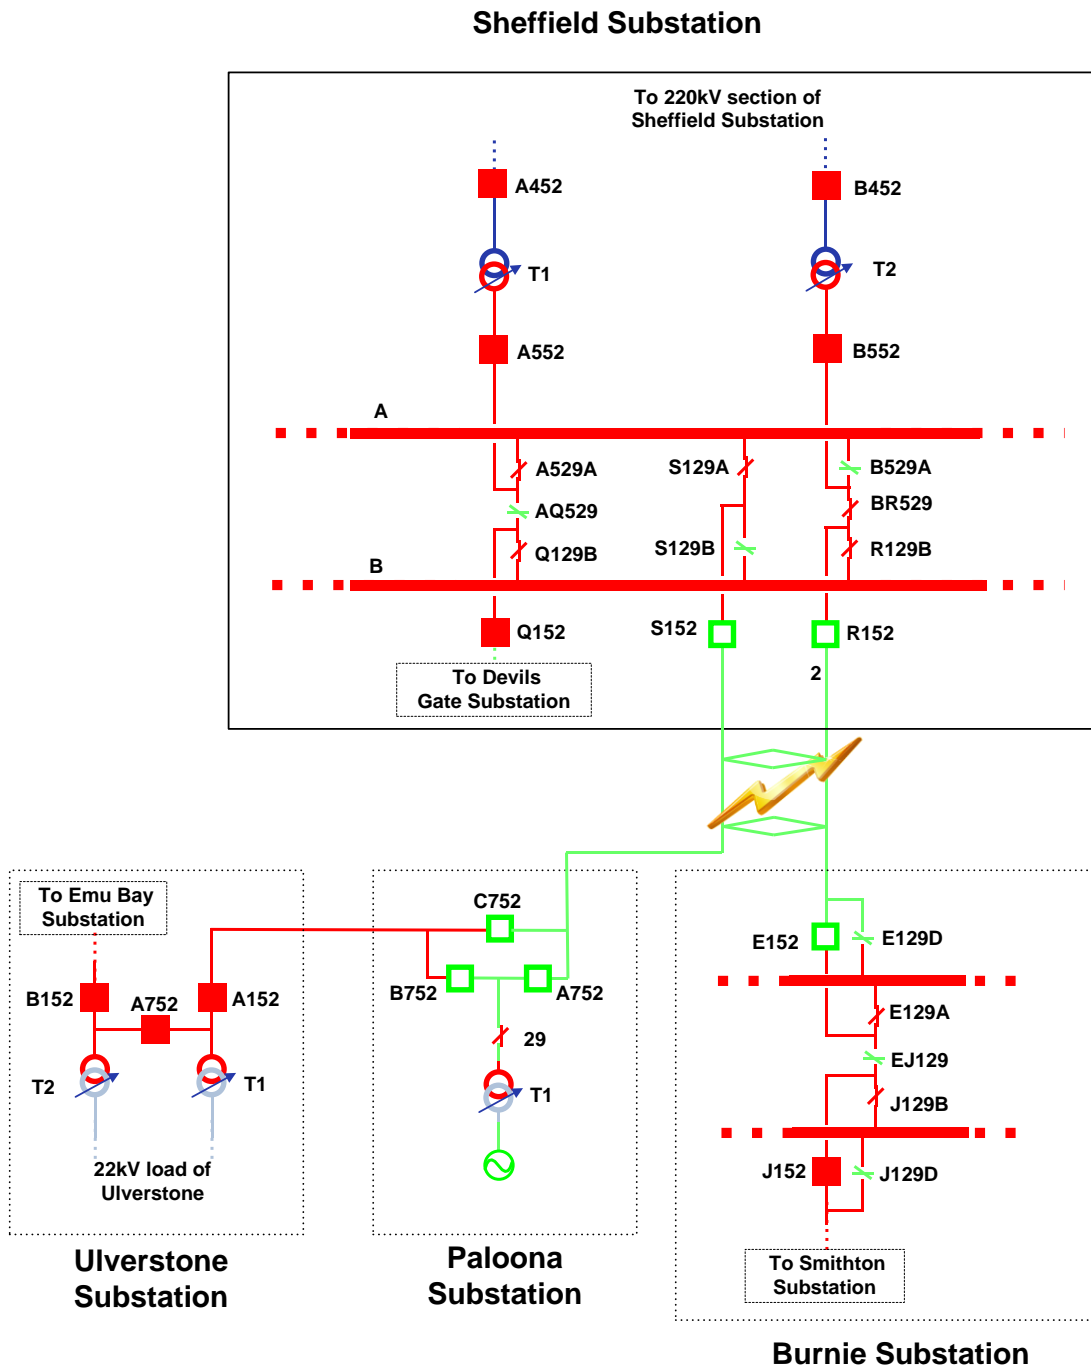 Sheffield Substation
To 220kV section of
Sheffield Substation
A452
B452
T1
T2
A552
B552
A
A529A
S129A
B529A
AQ529
BR529
Q129B
S129B
R129B
B
Q152
S152
R152
To Devils
Gate Substation
2
To Emu Bay
Substation
C752
E152
E129D
B152
A752
A152
B752
A752
E129A
29
EJ129
T2
T1
T1
J129B
22kV load of
Ulverstone
J152
J129D
Ulverstone
Substation
Paloona
Substation
To Smithton
Substation
Burnie Substation